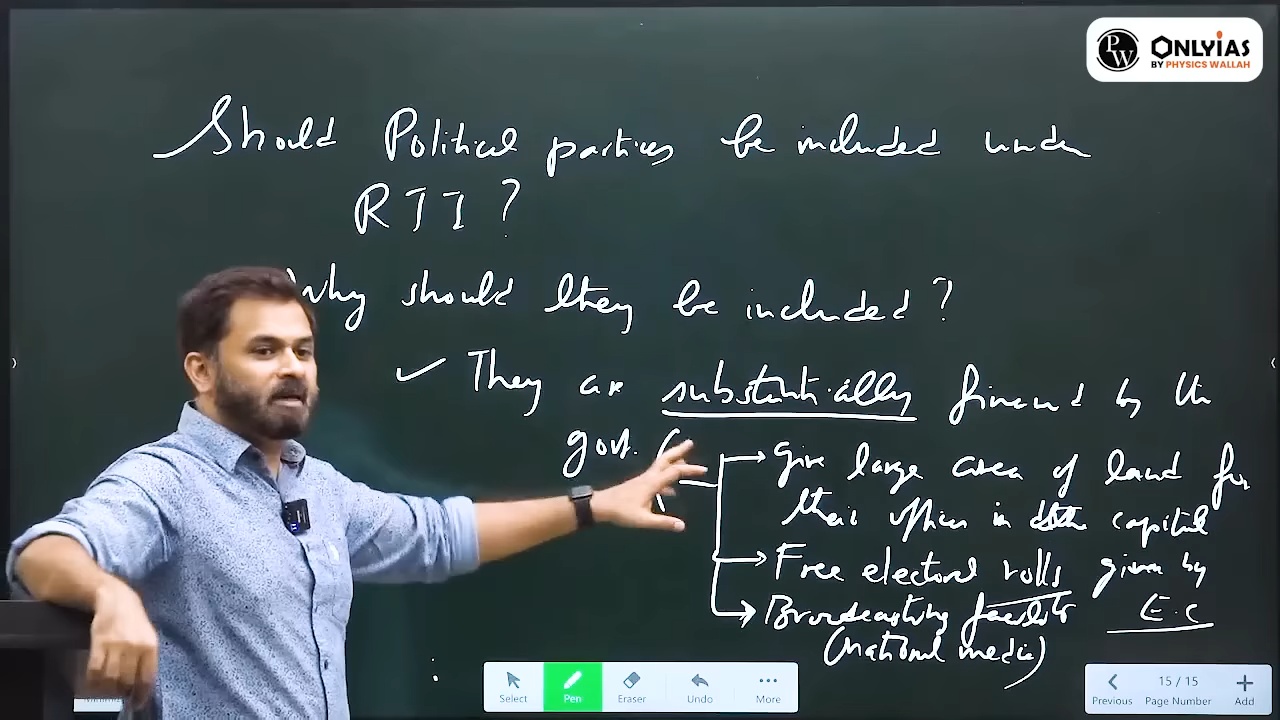 PW ONLYIAS
BY PHYSICS WALLAH
Should Political parties be included under
RTI ?
Why should they be included ?
✓ They are substantially financed by the
govt. (
→ Give large area of land for
their offices in capital
→ Free electoral rolls given by
E.C
→ Broadcasting facility
(national media)
Select Pen Eraser Undo More
Previous 15 / 15 Page Number Add